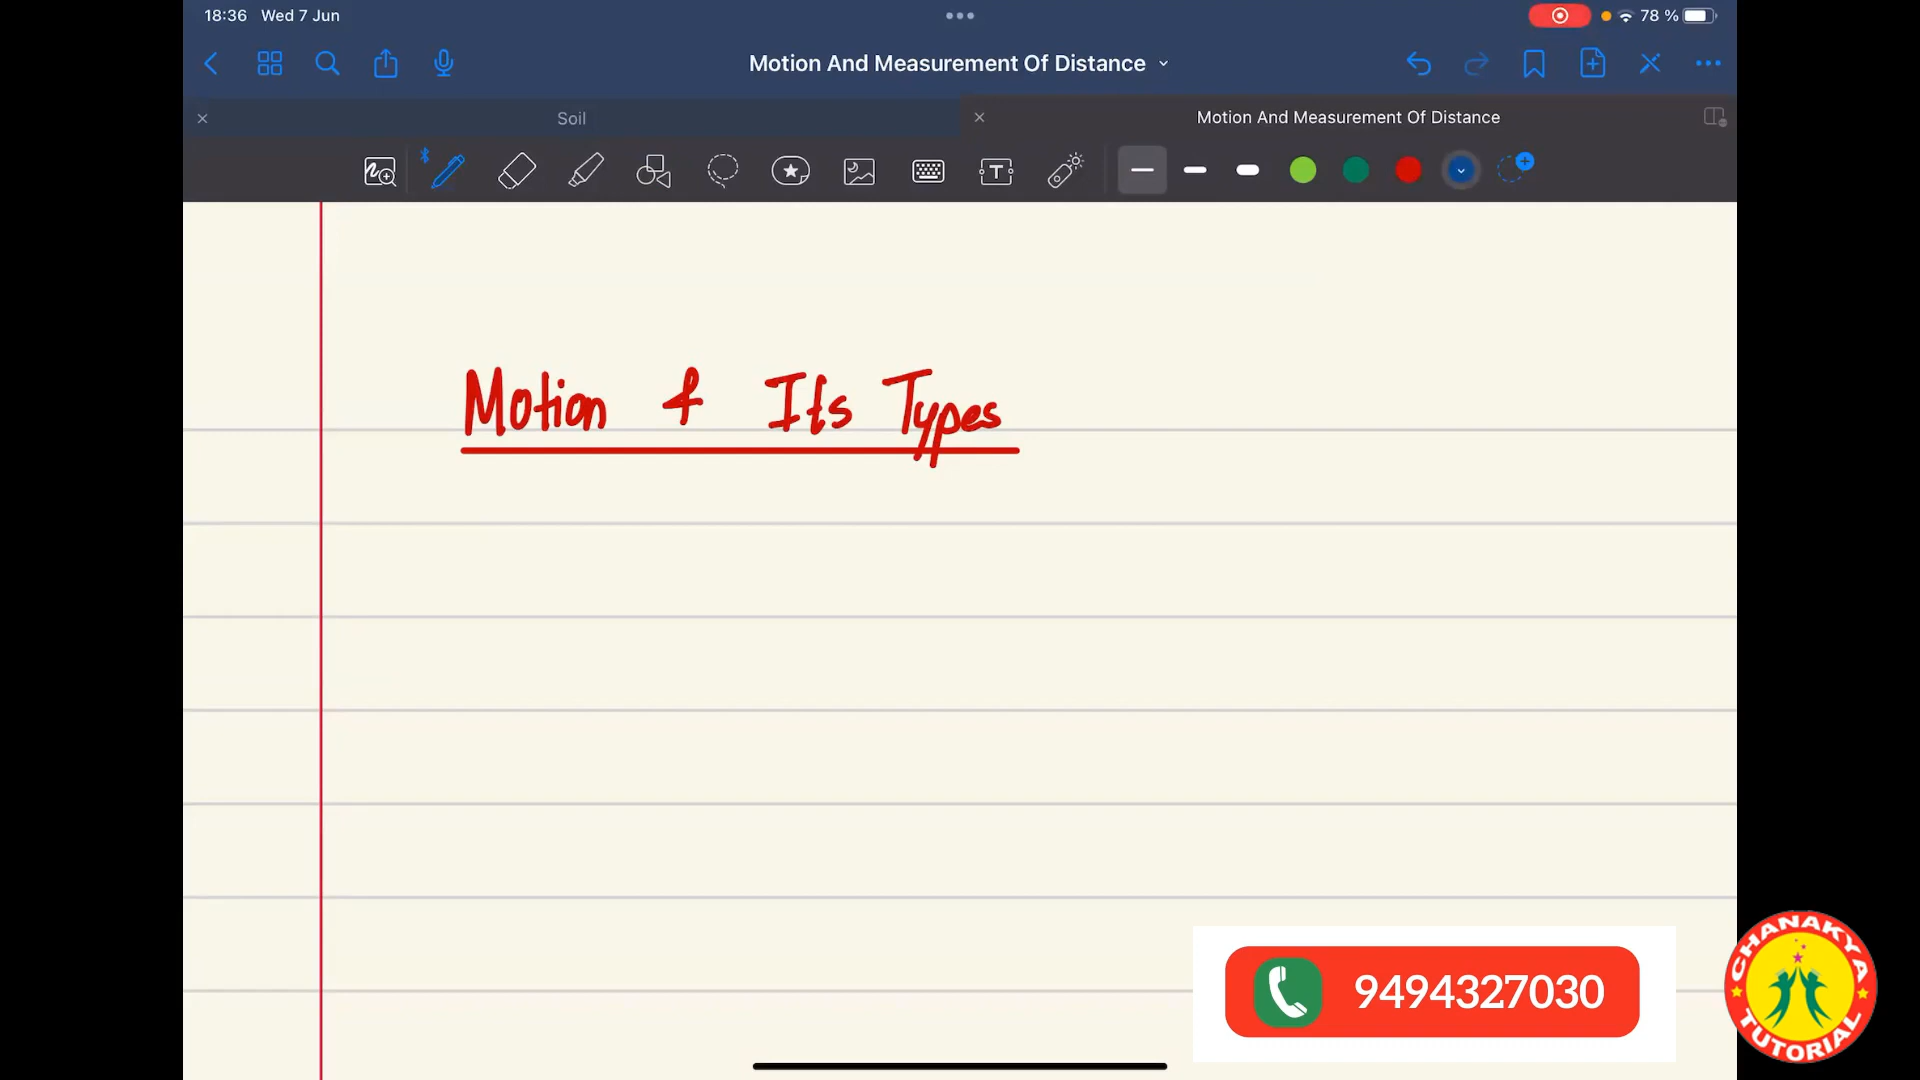 18:36 Wed 7 Jun
78 %
Motion And Measurement Of Distance
Soil
Motion And Measurement Of Distance
T
Motion & Its Types
9494327030
CHANAKYA
TUTORIAL